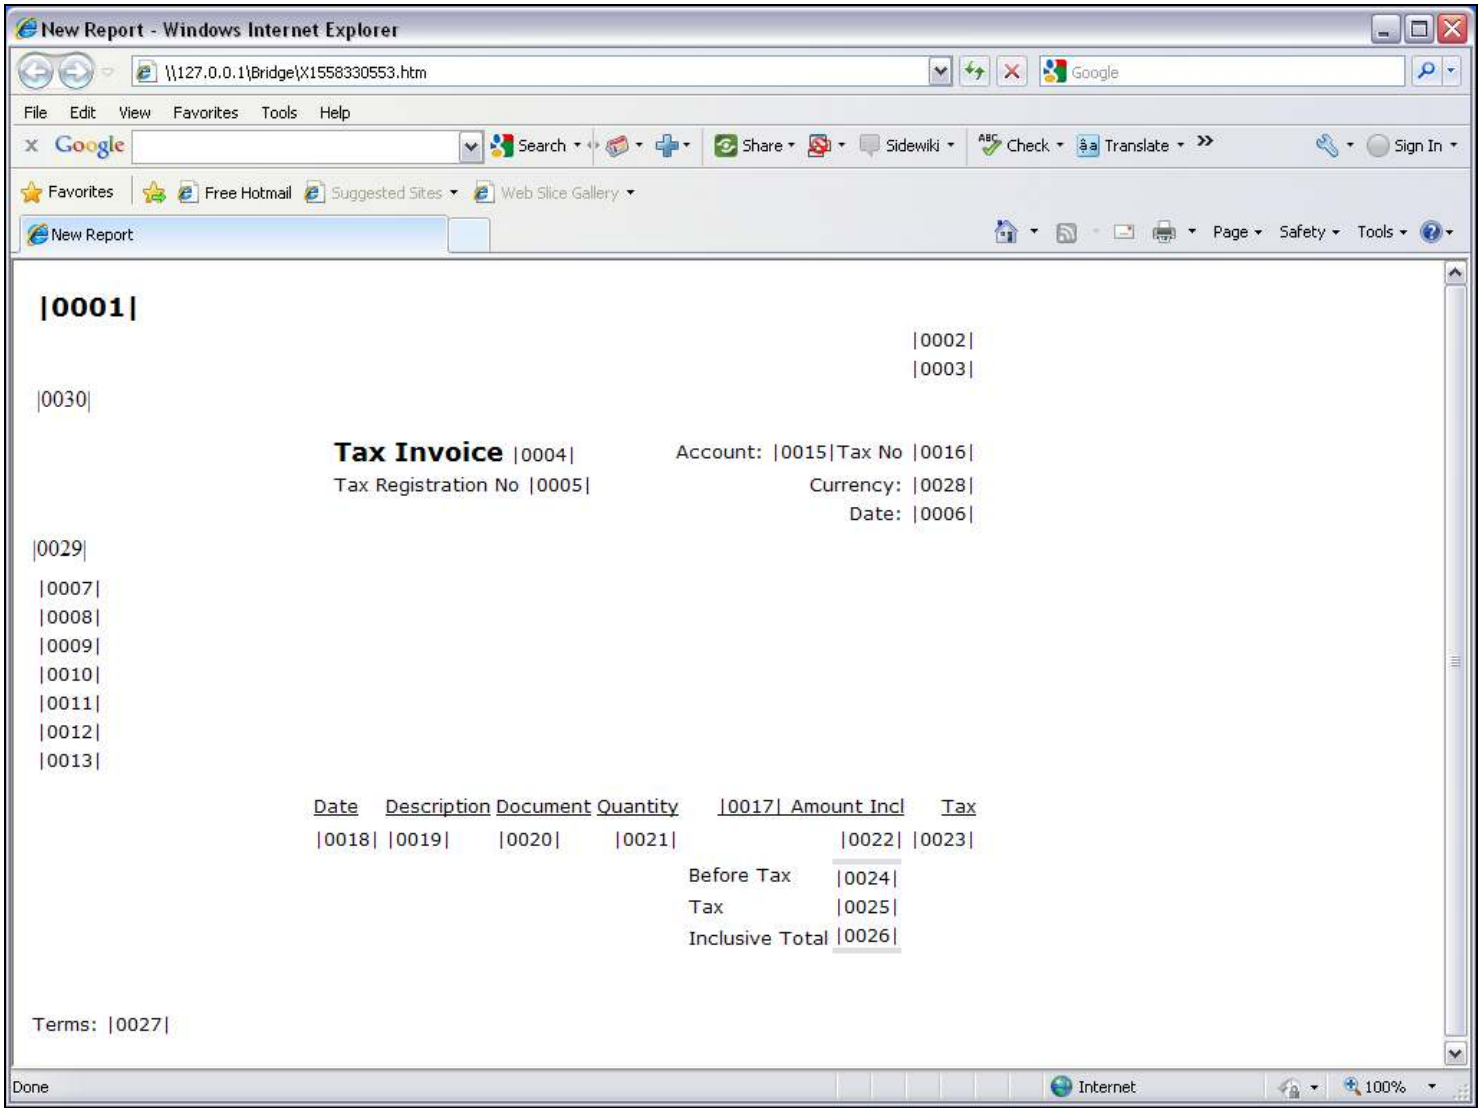 New Report - Windows Internet Explorer
\\127.0.0.1\Bridge\X1558330553.htm Google
File Edit View Favorites Tools Help
x Google Search Share Sidewiki ABC Check âa Translate >> Sign In
Favorites Free Hotmail Suggested Sites Web Slice Gallery
New Report Page Safety Tools
|0001|
|0002|
|0003|
|0030|
Tax Invoice |0004| Account: |0015|Tax No |0016|
Tax Registration No |0005| Currency: |0028|
Date: |0006|
|0029|
|0007|
|0008|
|0009|
|0010|
|0011|
|0012|
|0013|
Date Description Document Quantity |0017| Amount Incl Tax
|0018| |0019| |0020| |0021| |0022| |0023|
Before Tax |0024|
Tax |0025|
Inclusive Total |0026|
Terms: |0027|
Done Internet 100%